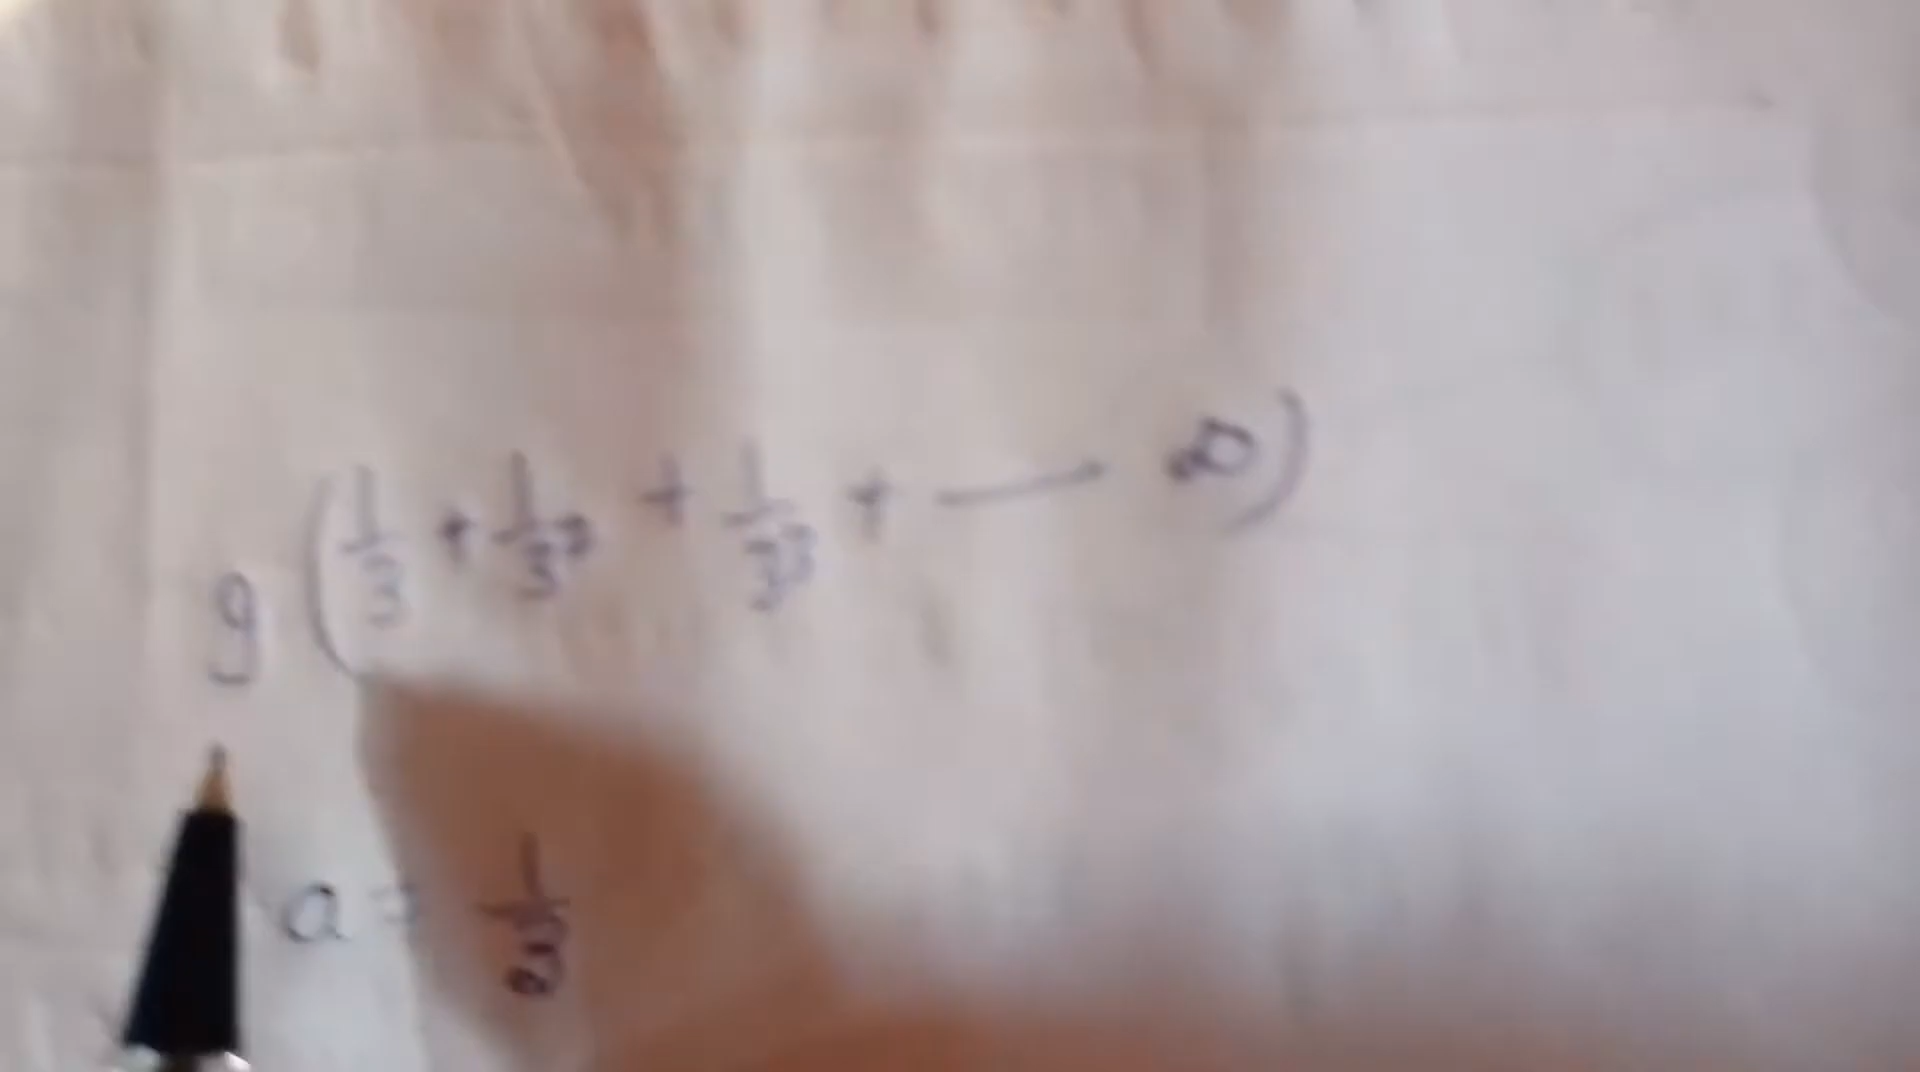 9 (1/3 + 1/3² + 1/3³ + — ∞)
a = 1/3